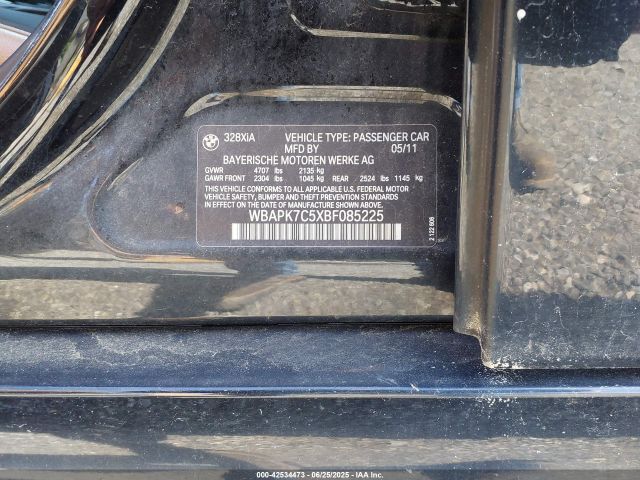 328XiA VEHICLE TYPE: PASSENGER CAR
MFD BY 05/11
BAYERISCHE MOTOREN WERKE AG
GVWR 4707 lbs 2135 kg
GAWR FRONT 2304 lbs 1045 kg REAR 2524 lbs 1145 kg
THIS VEHICLE CONFORMS TO ALL APPLICABLE U.S. FEDERAL MOTOR
VEHICLE SAFETY, BUMPER AND THEFT PREVENTION STANDARDS
IN EFFECT ON THE DATE OF MANUFACTURE SHOWN ABOVE.
WBAPK7C5XBF085225
2 122 608
000-42534473 06/25/2025 IAA, Inc.